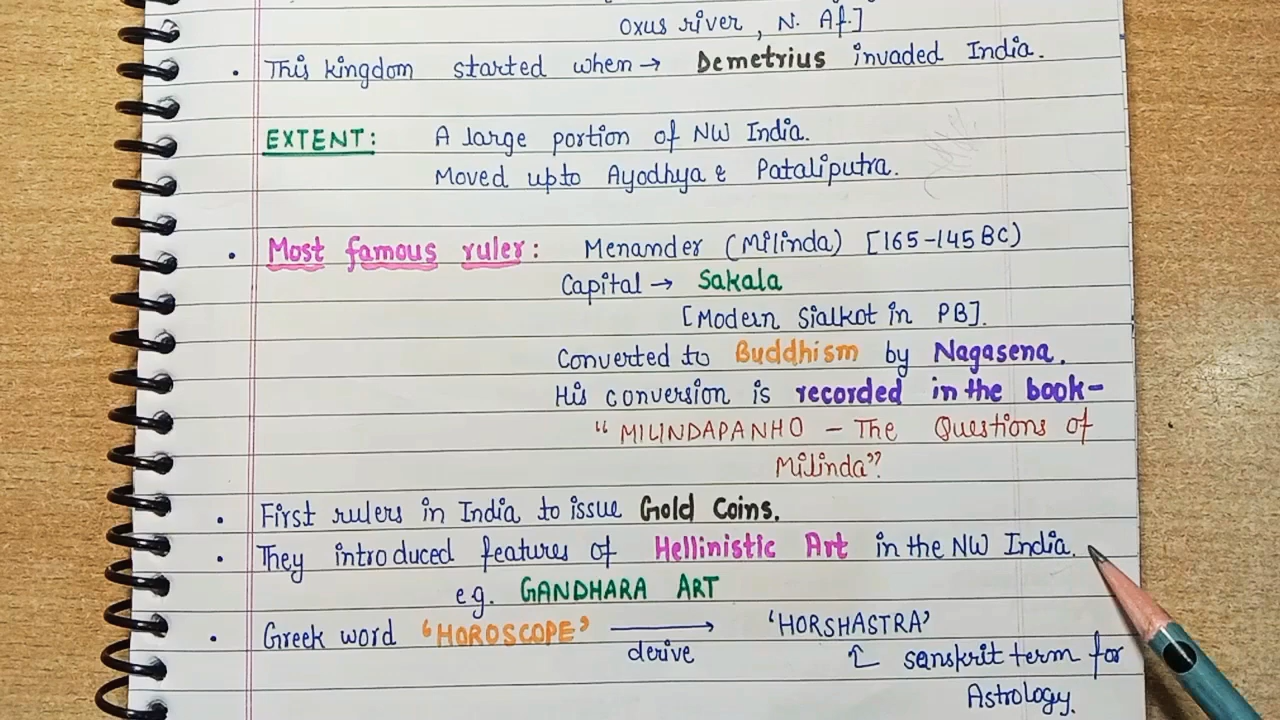 Oxus river, N. Af.]
• This kingdom started when → Demetrius invaded India.
EXTENT: A large portion of NW India.
Moved upto Ayodhya & Pataliputra.
• Most famous ruler: Menander (Milinda) [165-145 BC)
Capital → Sakala
[Modern Sialkot in PB].
Converted to Buddhism by Nagasena.
His conversion is recorded in the book-
"MILINDAPANHO - The Questions of
Milinda"
• First rulers in India to issue Gold Coins.
• They introduced features of Hellinistic Art in the NW India.
e.g. GANDHARA ART
• Greek word 'HOROSCOPE' → 'HORSHASTRA'
derive ↑ sanskrit term for
Astrology.